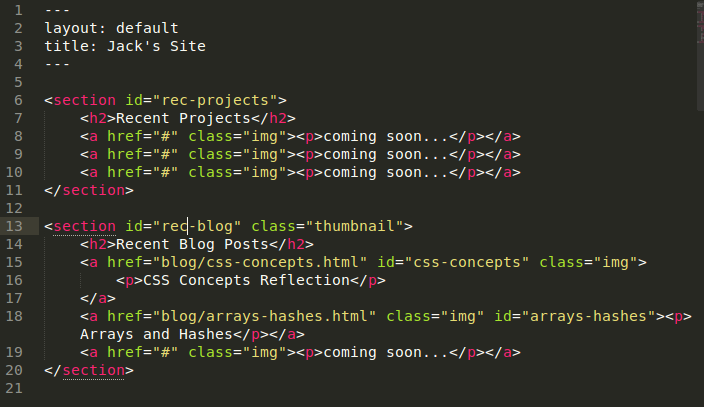 1 ---
2 layout: default
3 title: Jack's Site
4 ---
5
6 <section id="rec-projects">
7     <h2>Recent Projects</h2>
8     <a href="#" class="img"><p>coming soon...</p></a>
9     <a href="#" class="img"><p>coming soon...</p></a>
10     <a href="#" class="img"><p>coming soon...</p></a>
11 </section>
12
13 <section id="rec-blog" class="thumbnail">
14     <h2>Recent Blog Posts</h2>
15     <a href="blog/css-concepts.html" id="css-concepts" class="img">
16         <p>CSS Concepts Reflection</p>
17     </a>
18     <a href="blog/arrays-hashes.html" class="img" id="arrays-hashes"><p>
    Arrays and Hashes</p></a>
19     <a href="#" class="img"><p>coming soon...</p></a>
20 </section>
21